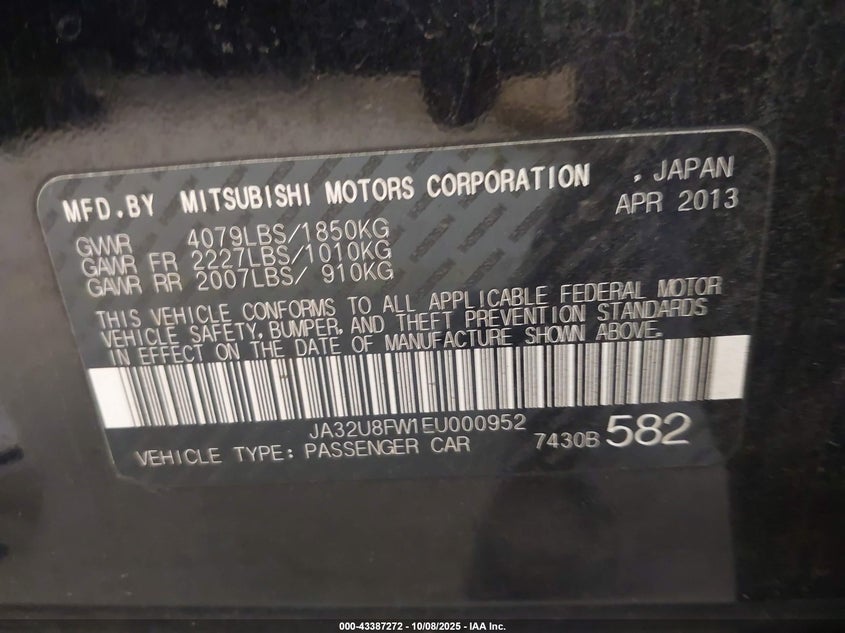 MFD.BY MITSUBISHI MOTORS CORPORATION , JAPAN
APR 2013
GWWR 4079LBS/1850KG
GAWR FR 2227LBS/1010KG
GAWR RR 2007LBS/ 910KG
THIS VEHICLE CONFORMS TO ALL APPLICABLE FEDERAL MOTOR
VEHICLE SAFETY, BUMPER, AND THEFT PREVENTION STANDARDS
IN EFFECT ON THE DATE OF MANUFACTURE SHOWN ABOVE.
JA32U8FW1EU000952
VEHICLE TYPE: PASSENGER CAR 7430B 582
000-43387272 - 10/08/2025 - IAA Inc.